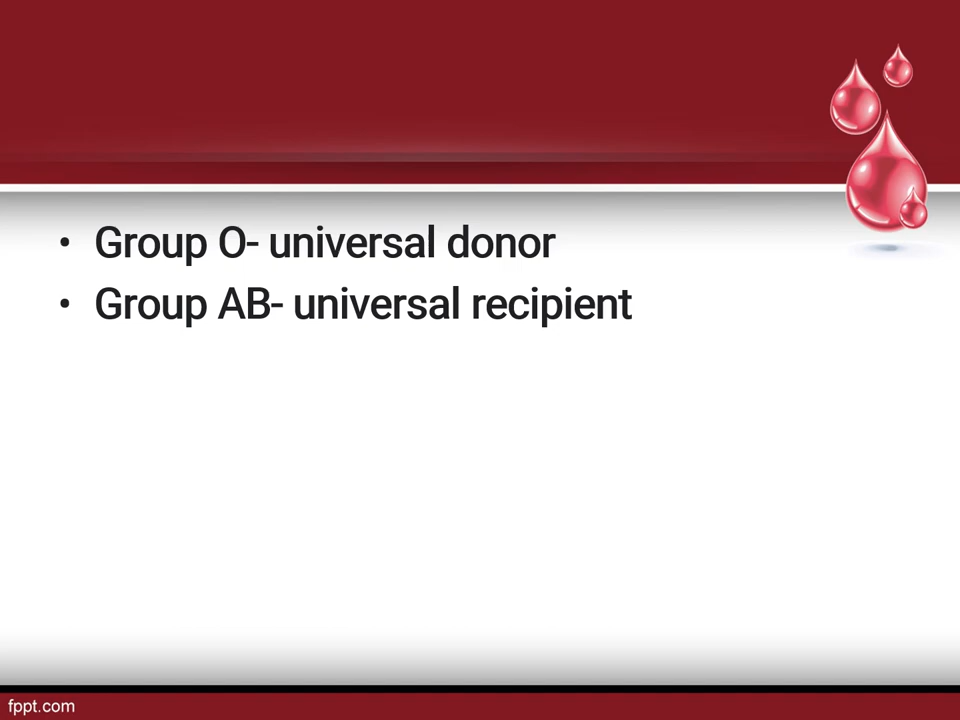 • Group O- universal donor
• Group AB- universal recipient
fppt.com